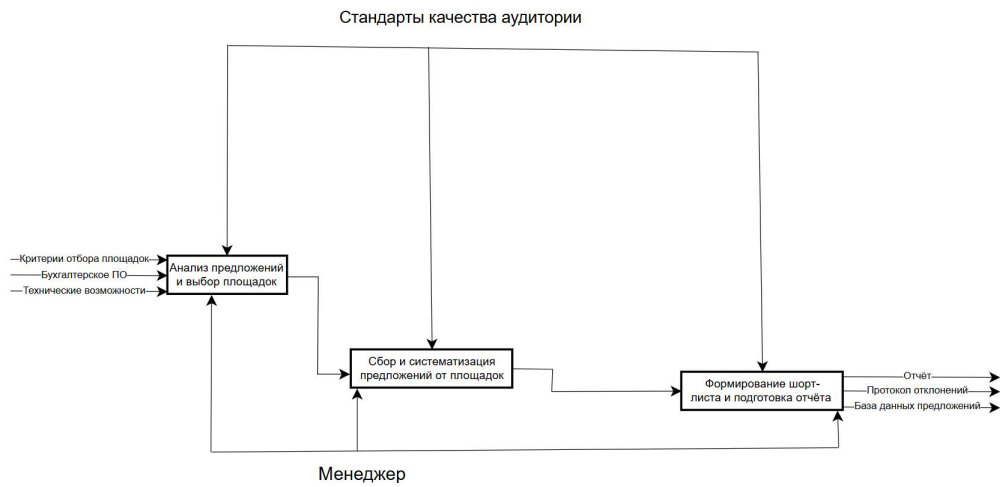 Стандарты качества аудитории
Критерии отбора площадок
Бухгалтерское ПО
Технические возможности
Анализ предложений
и выбор площадок
Сбор и систематизация
предложений от площадок
Формирование шорт-
листа и подготовка отчёта
Отчёт
Протокол отклонений
База данных предложений
Менеджер